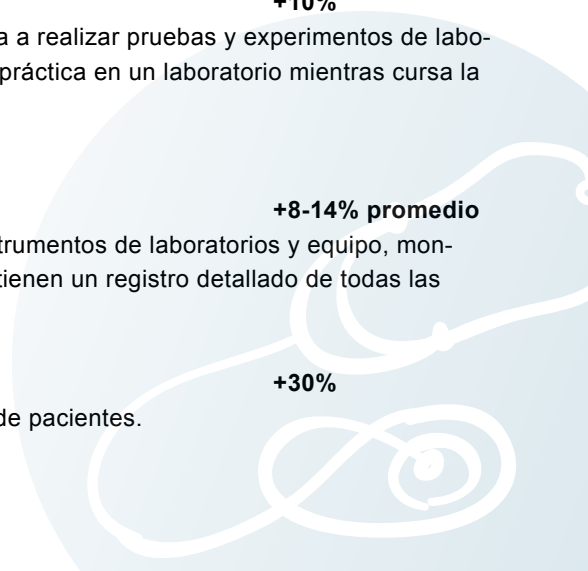 +10%
a a realizar pruebas y experimentos de labo-
práctica en un laboratorio mientras cursa la
+8-14% promedio
trumentos de laboratorios y equipo, mon-
tienen un registro detallado de todas las
+30%
de pacientes.